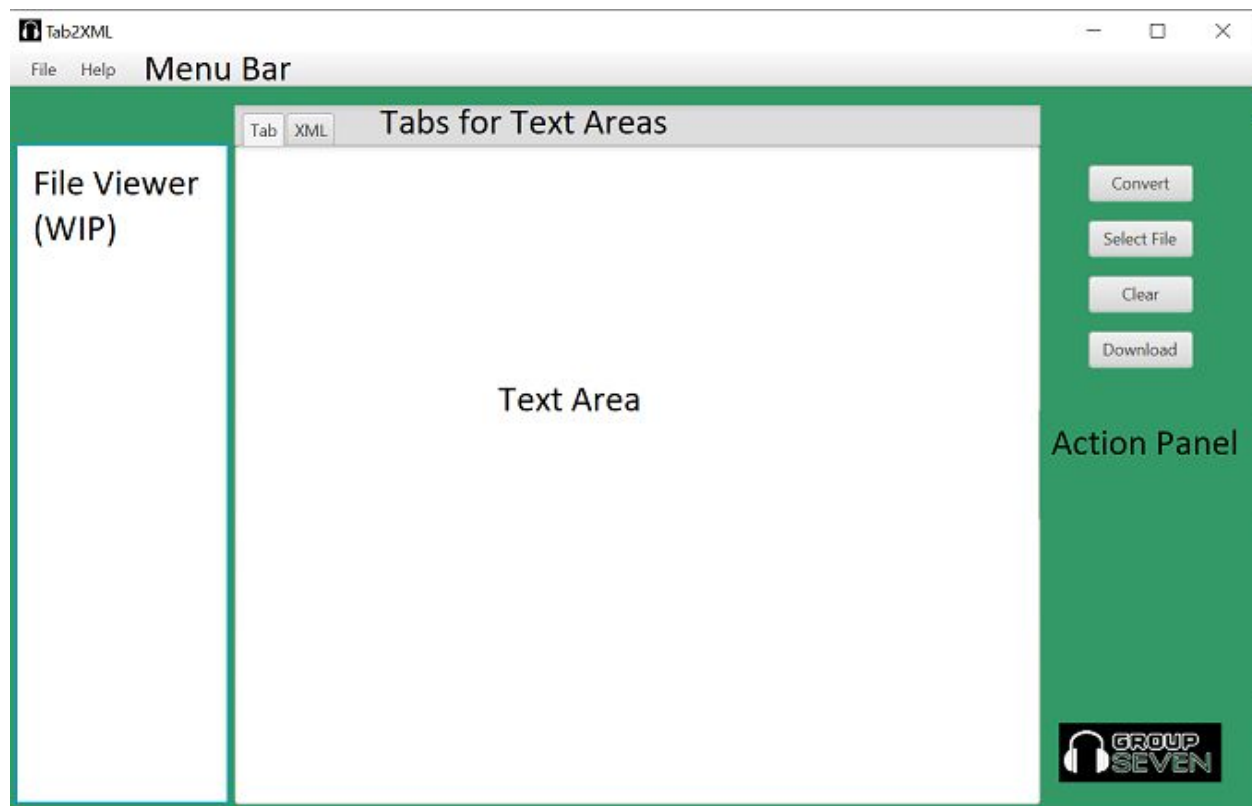 Tab2XML
File Help Menu Bar
Tab XML Tabs for Text Areas
File Viewer
(WIP)
Convert
Select File
Clear
Download
Text Area
Action Panel
GROUP
SEVEN